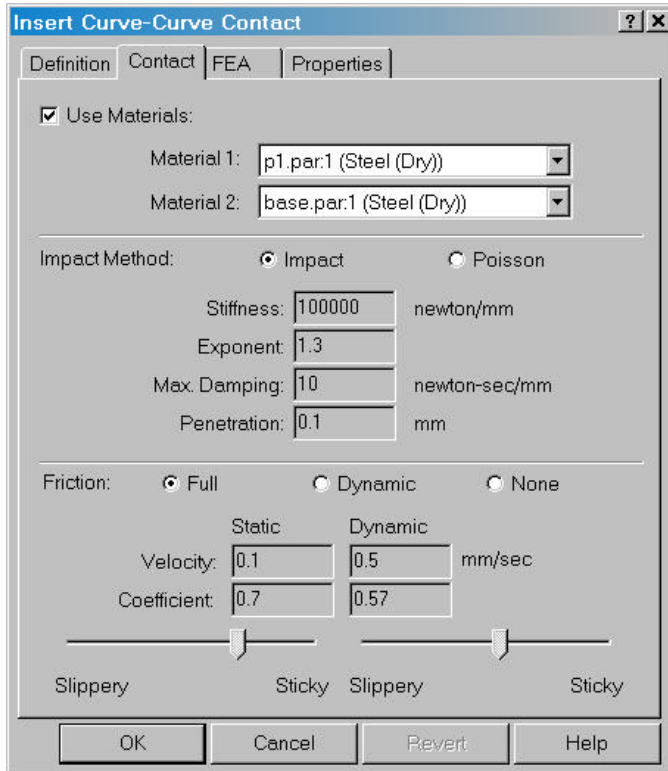 Insert Curve-Curve Contact ? X
Definition Contact FEA Properties
Use Materials:
Material 1: p1.par:1 (Steel (Dry))
Material 2: base.par:1 (Steel (Dry))
Impact Method: Impact Poisson
Stiffness: 100000 newton/mm
Exponent: 1.3
Max. Damping: 10 newton-sec/mm
Penetration: 0.1 mm
Friction: Full Dynamic None
Static Dynamic
Velocity: 0.1 0.5 mm/sec
Coefficient: 0.7 0.57
Slippery Sticky Slippery Sticky
OK Cancel Revert Help